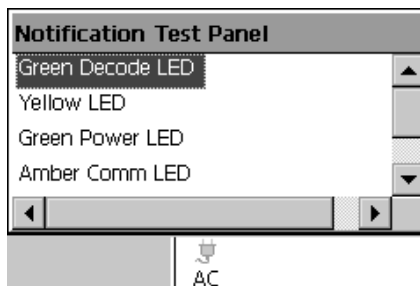 Notification Test Panel
Green Decode LED
Yellow LED
Green Power LED
Amber Comm LED
AC